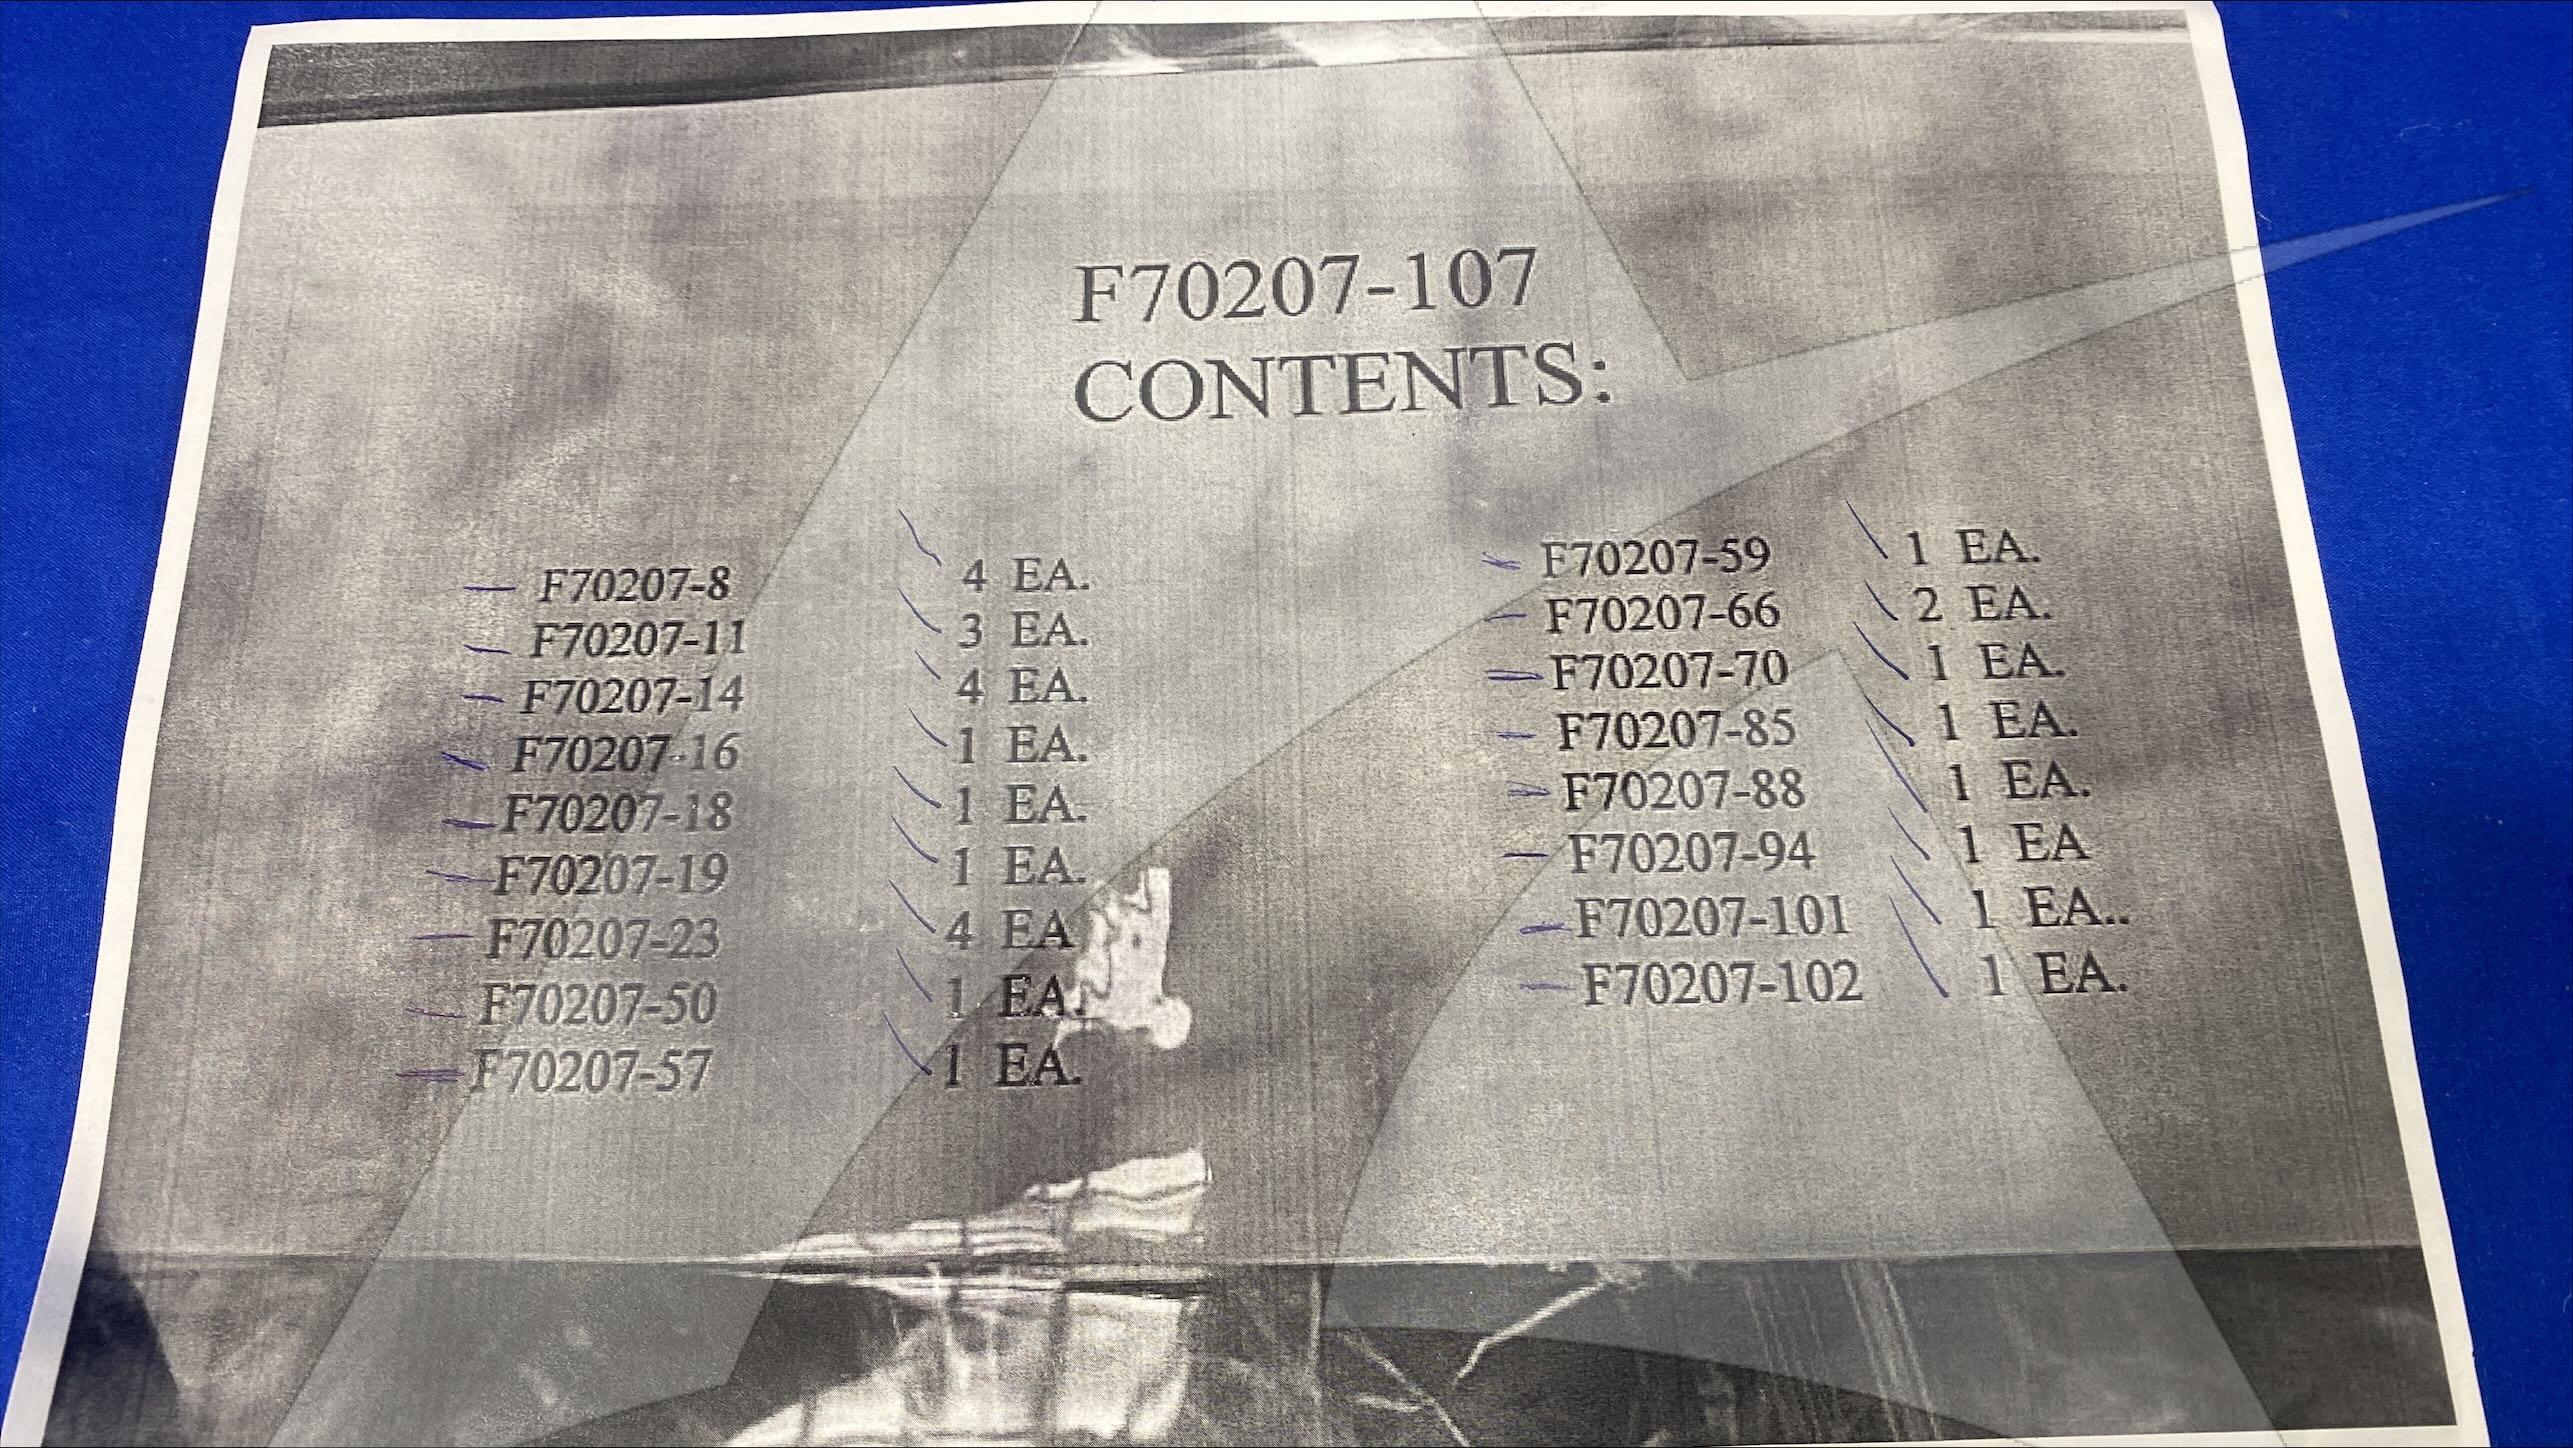 F70207-107
CONTENTS:
F70207-8 4 EA.
F70207-11 3 EA.
F70207-14 4 EA.
F70207-16 1 EA.
F70207-18 1 EA.
F70207-19 1 EA.
F70207-23 4 EA
F70207-50 1 EA.
F70207-57 1 EA.
F70207-59 1 EA.
F70207-66 2 EA.
F70207-70 1 EA.
F70207-85 1 EA.
F70207-88 1 EA.
F70207-94 1 EA
F70207-101 1 EA..
F70207-102 1 EA.